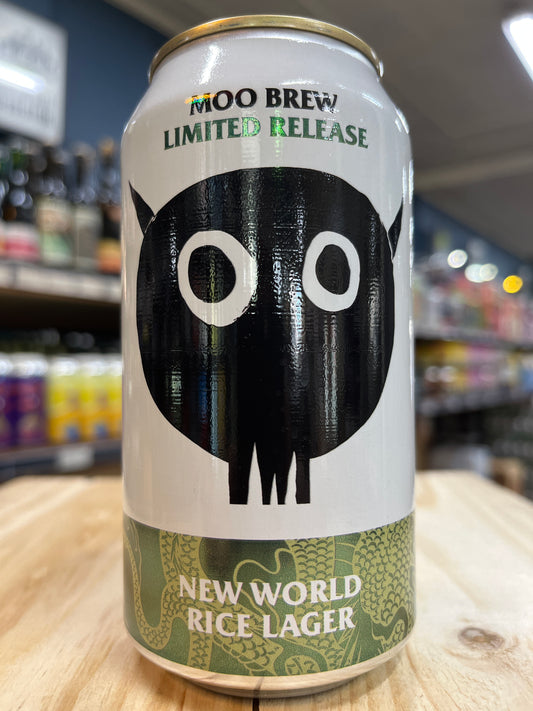 MOO BREW
LIMITED RELEASE
NEW WORLD
RICE LAGER